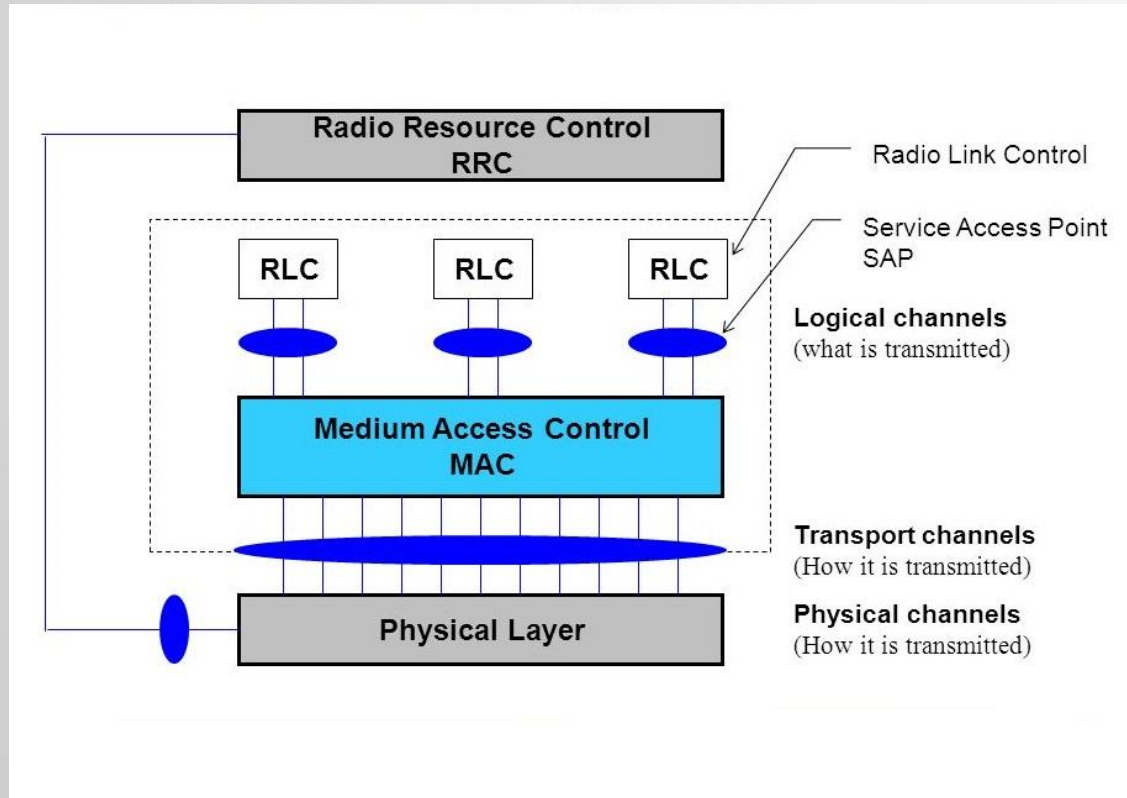 Radio Resource Control
RRC
Radio Link Control
Service Access Point
SAP
RLC
RLC
RLC
Logical channels
(what is transmitted)
Medium Access Control
MAC
Transport channels
(How it is transmitted)
Physical Layer
Physical channels
(How it is transmitted)